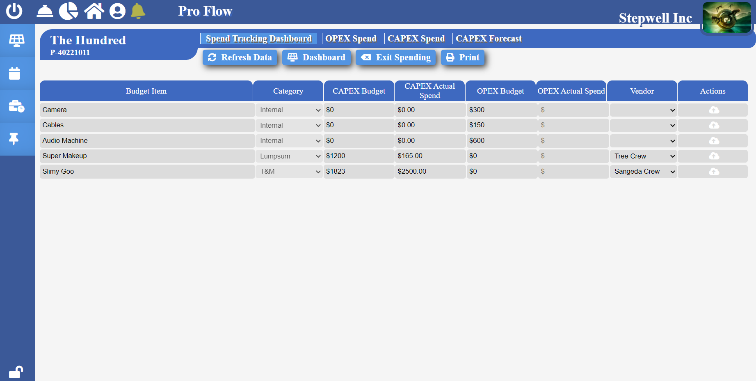 Pro Flow
Stepwell Inc
The Hundred
P-40221011
Spend Tracking Dashboard OPEX Spend CAPEX Spend CAPEX Forecast
Refresh Data Dashboard Exit Spending Print
Budget Item Category CAPEX Budget CAPEX Actual Spend OPEX Budget OPEX Actual Spend Vendor Actions
Camera Internal $0 $0.00 $300 $
Cables Internal $0 $0.00 $150 $
Audio Machine Internal $0 $0.00 $600 $
Super Makeup Lumpsum $1200 $165.00 $0 $ Tree Crew
Slimy Goo T&M $1823 $2500.00 $0 $ Sangeda Crew